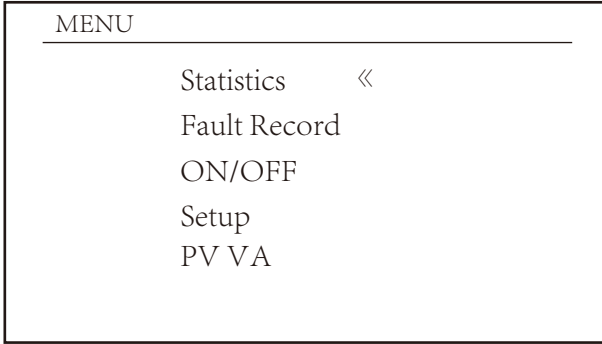 MENU
Statistics 《
Fault Record
ON/OFF
Setup
PV VA